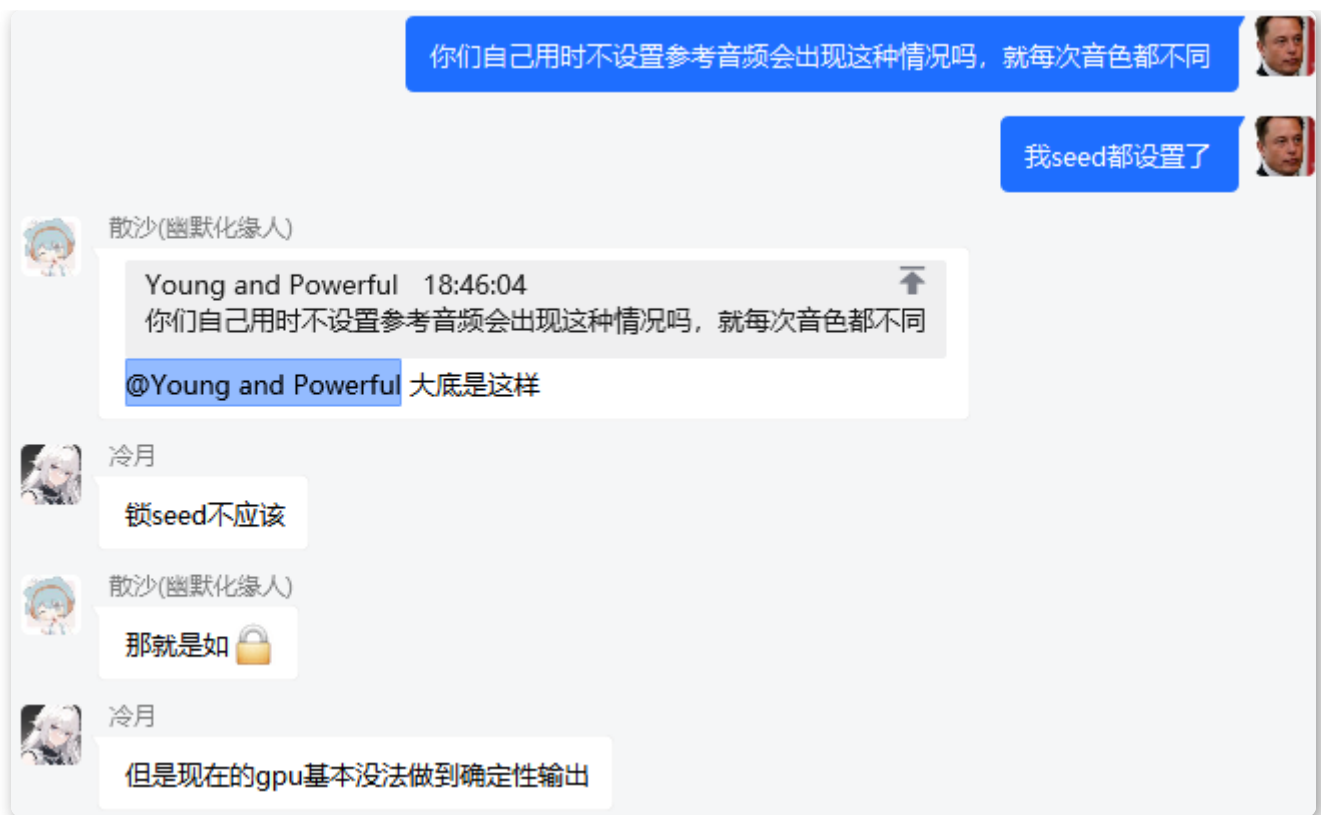 你们自己用时不设置参考音频会出现这种情况吗，就每次音色都不同
我seed都设置了
散沙(幽默化缘人)
Young and Powerful 18:46:04
你们自己用时不设置参考音频会出现这种情况吗，就每次音色都不同
@Young and Powerful 大底是这样
冷月
锁seed不应该
散沙(幽默化缘人)
那就是如🔒
冷月
但是现在的gpu基本没法做到确定性输出